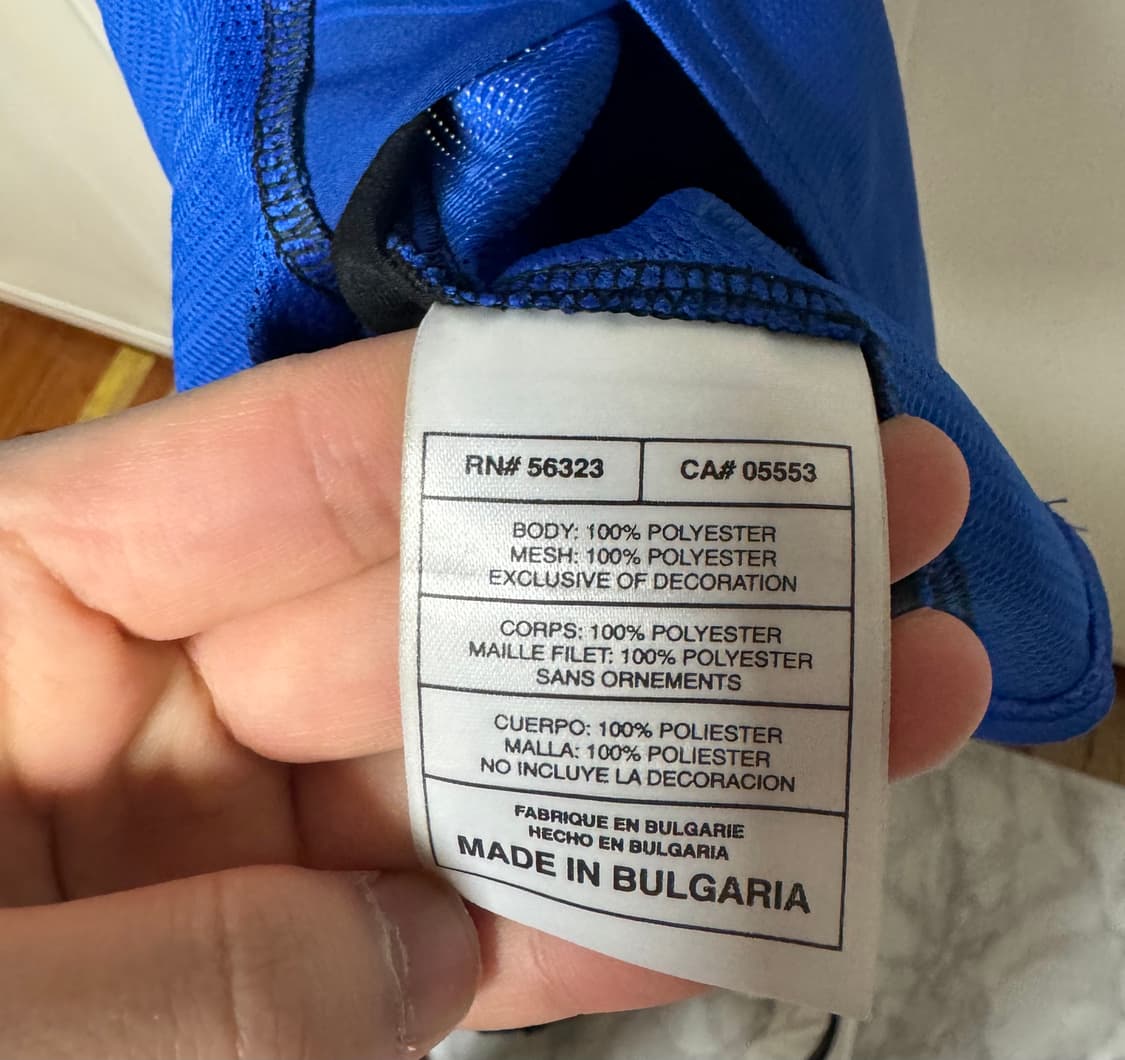 RN# 56323
CA# 05553
BODY: 100% POLYESTER
MESH: 100% POLYESTER
EXCLUSIVE OF DECORATION
CORPS: 100% POLYESTER
MAILLE FILET: 100% POLYESTER
SANS ORNEMENTS
CUERPO: 100% POLIESTER
MALLA: 100% POLIESTER
NO INCLUYE LA DECORACION
FABRIQUE EN BULGARIE
HECHO EN BULGARIA
MADE IN BULGARIA